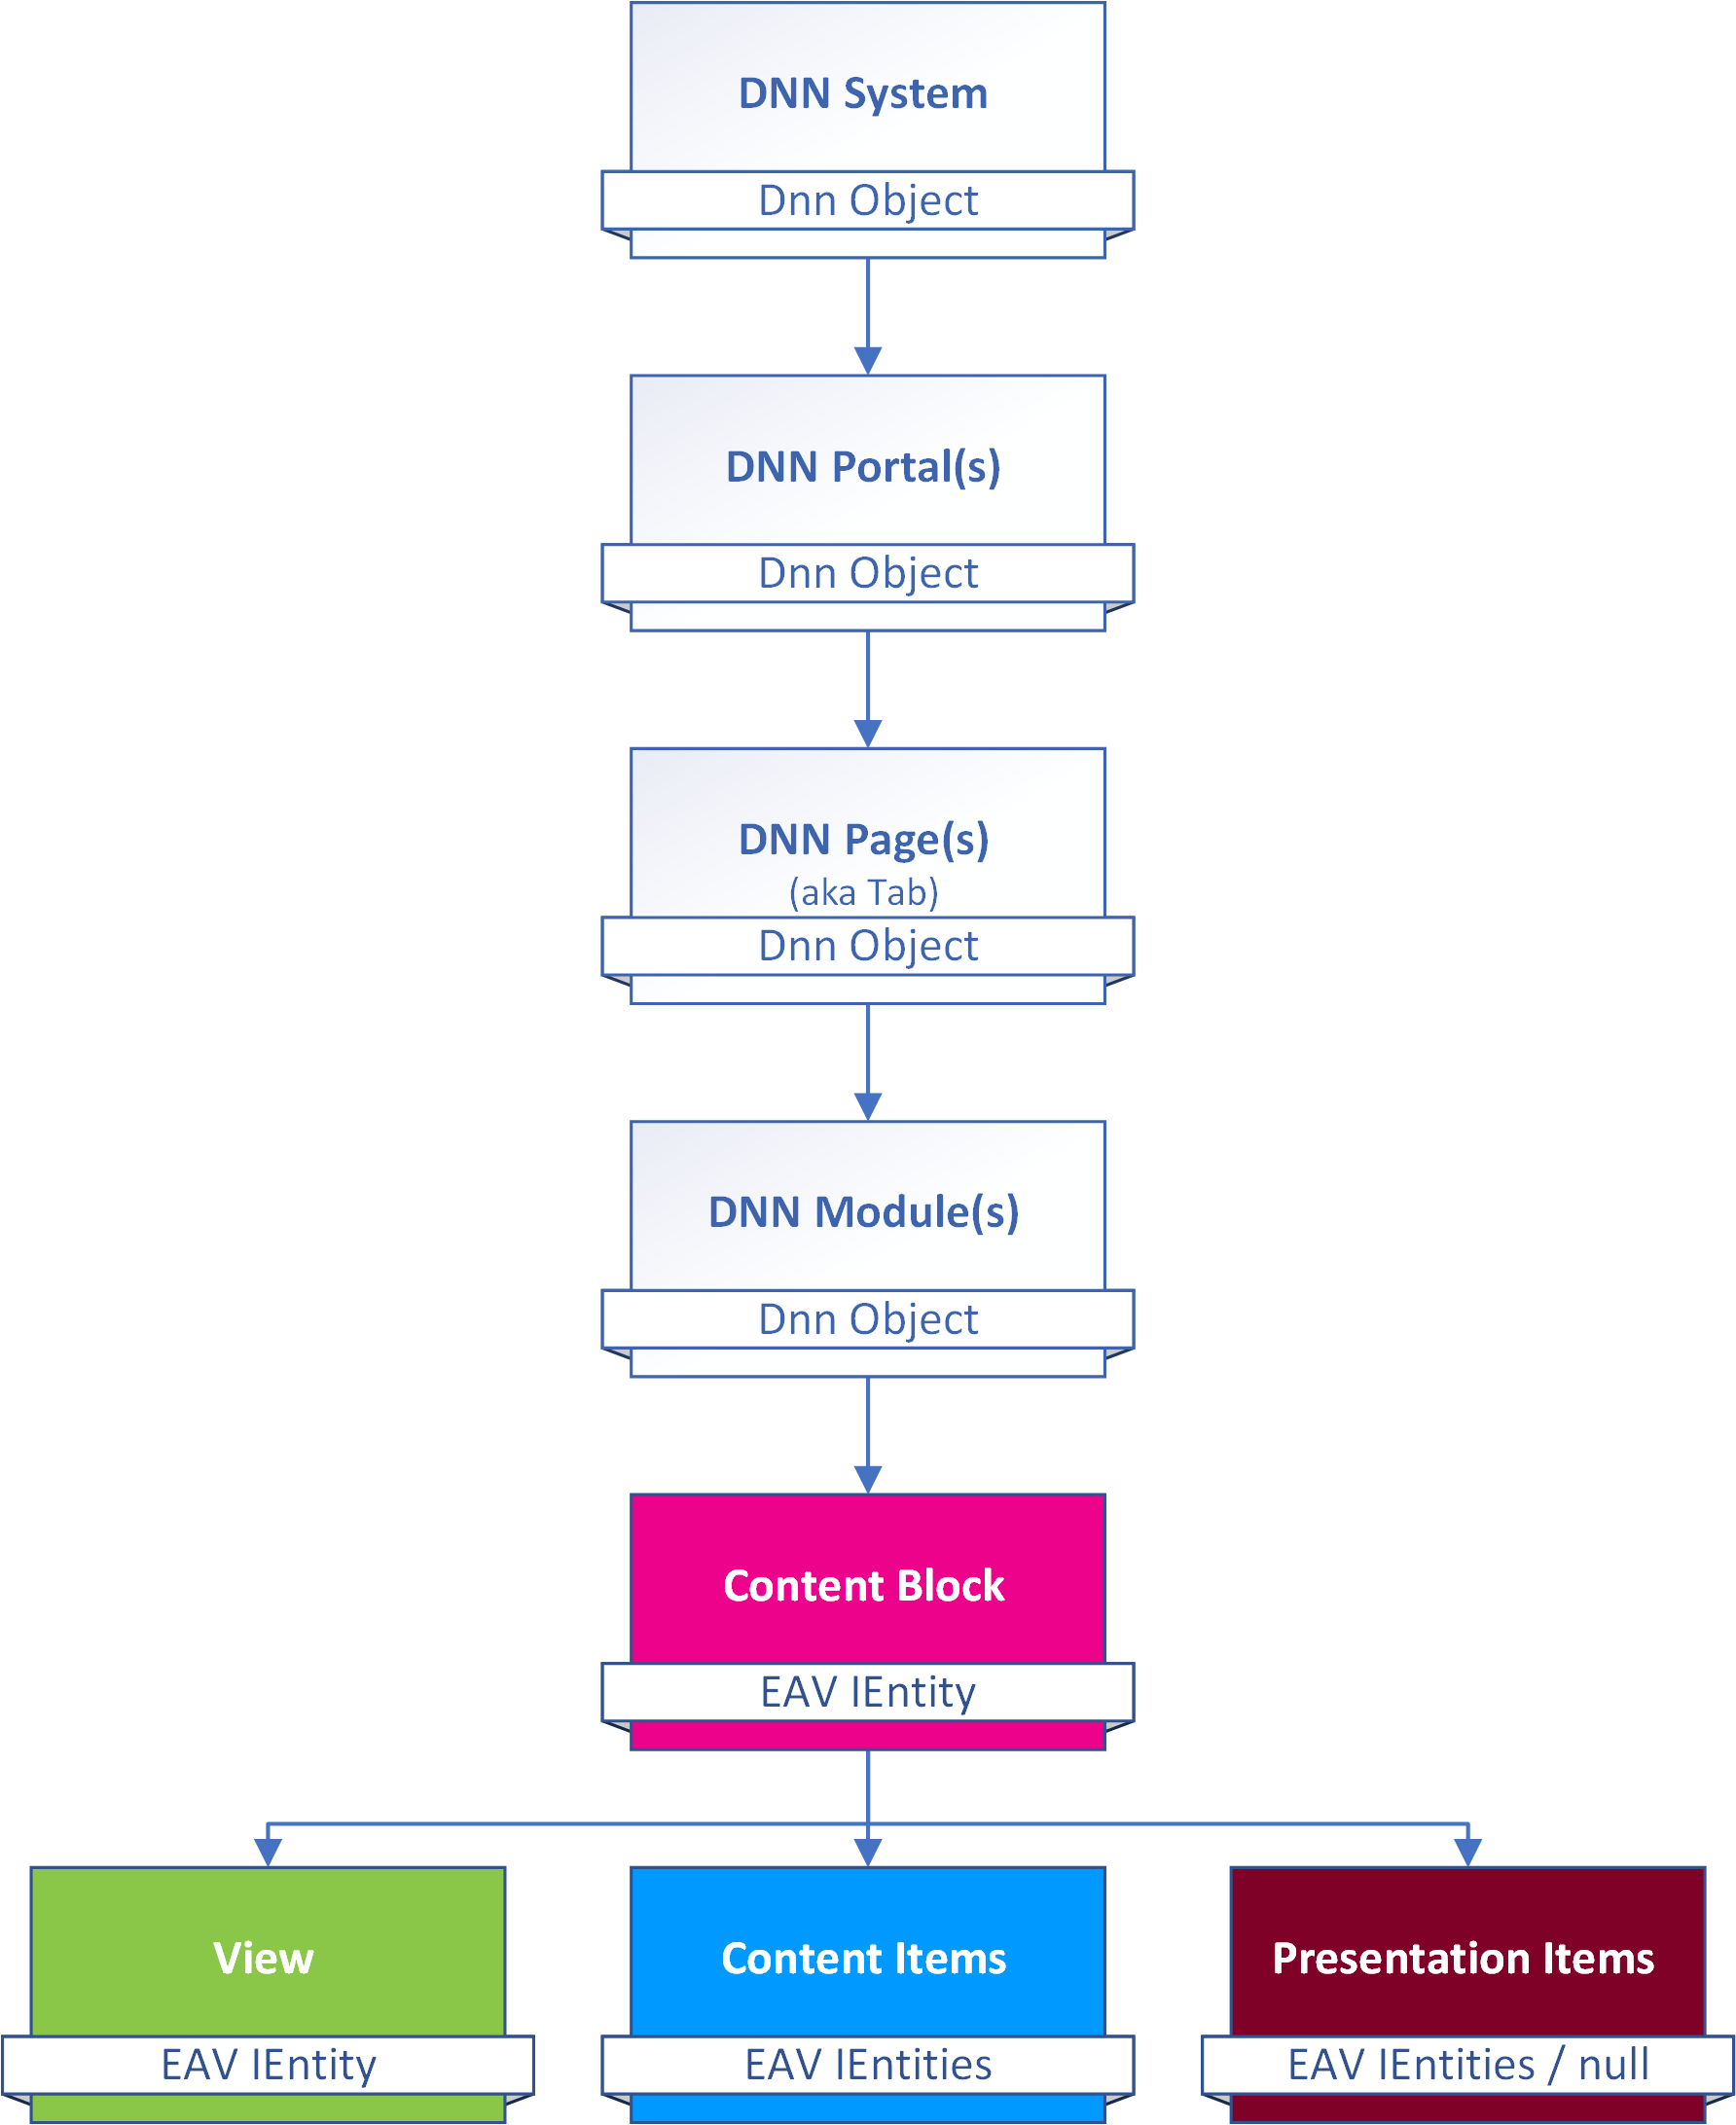 DNN System
Dnn Object
DNN Portal(s)
Dnn Object
DNN Page(s)
(aka Tab)
Dnn Object
DNN Module(s)
Dnn Object
Content Block
EAV IEntity
View
EAV IEntity
Content Items
EAV IEntities
Presentation Items
EAV IEntities / null